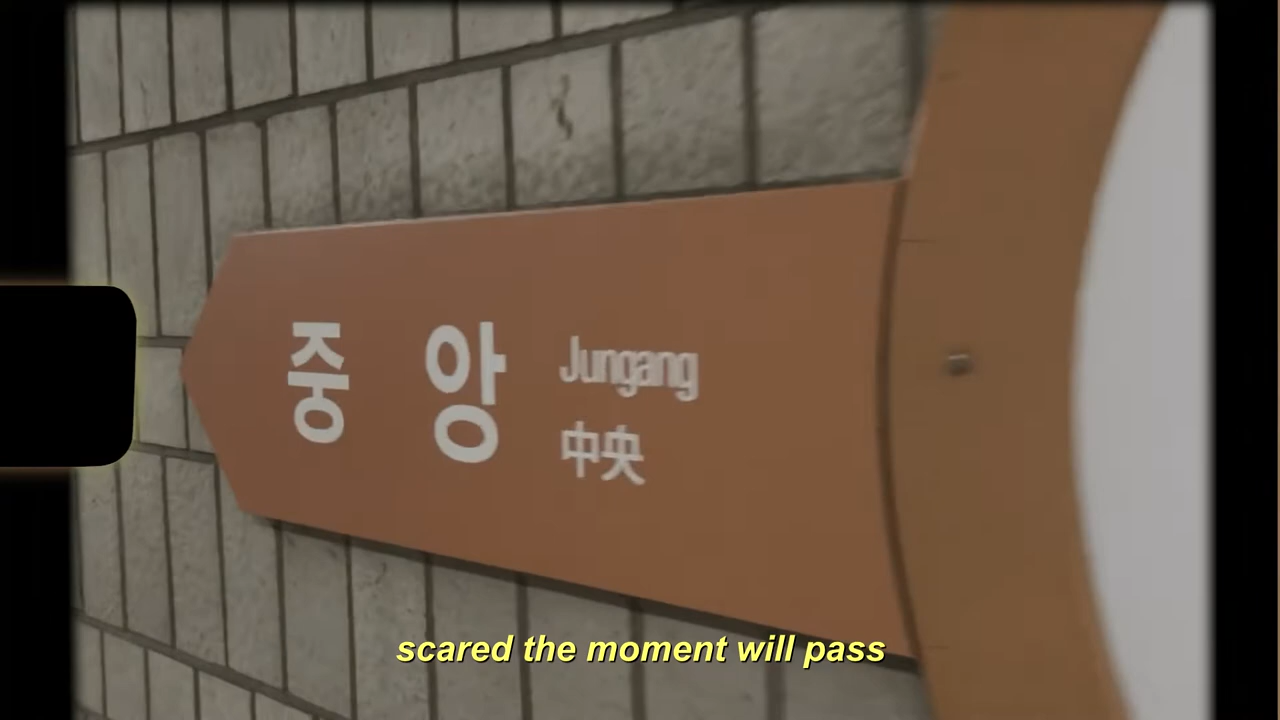 중앙
Jungang
中央
scared the moment will pass